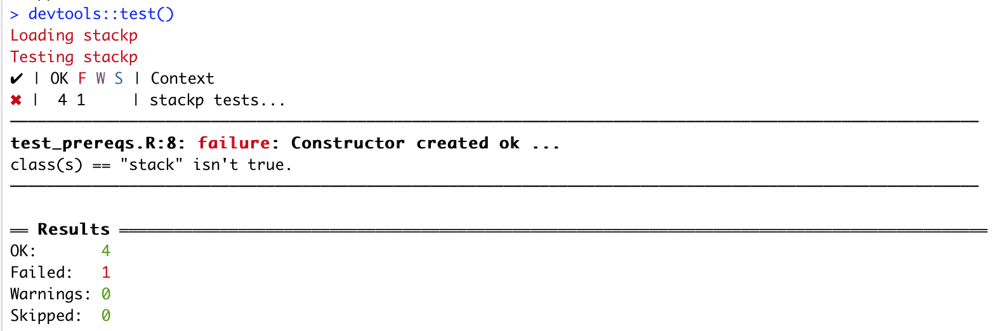 > devtools::test()
Loading stackp
Testing stackp
✔ | OK F W S | Context
✖ |  4 1     | stackp tests...
test_prereqs.R:8: failure: Constructor created ok ...
class(s) == "stack" isn't true.
══ Results ══
OK:       4
Failed:   1
Warnings: 0
Skipped:  0